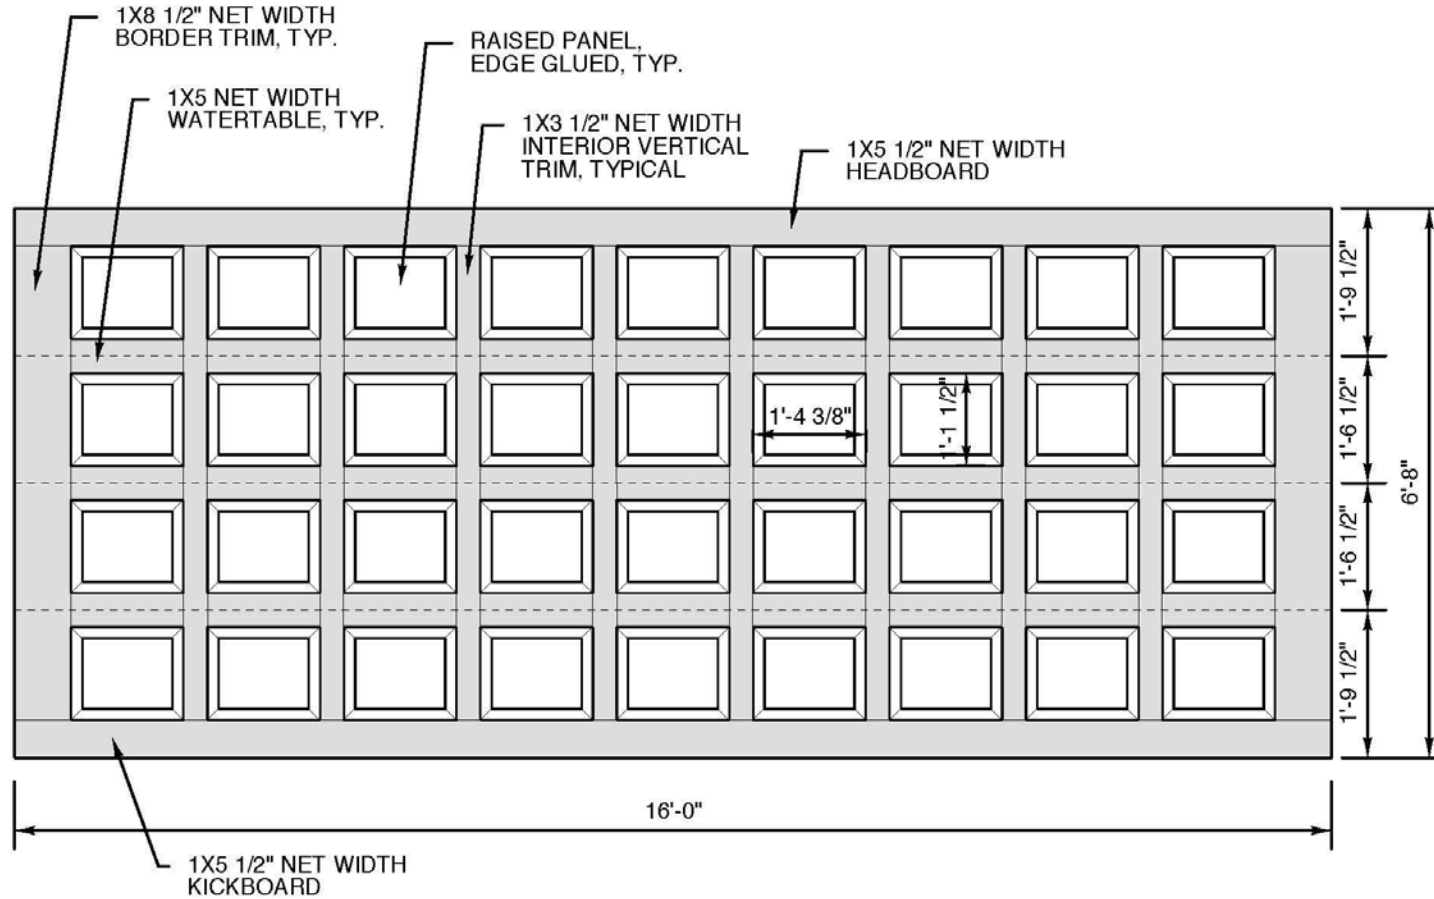 1X8 1/2" NET WIDTH
BORDER TRIM, TYP.
RAISED PANEL,
EDGE GLUED, TYP.
1X5 NET WIDTH
WATERTABLE, TYP.
1X3 1/2" NET WIDTH
INTERIOR VERTICAL
TRIM, TYPICAL
1X5 1/2" NET WIDTH
HEADBOARD
1'-9 1/2"
1'-6 1/2"
1'-4 3/8"
1'-1 1/2"
6'-8"
1'-6 1/2"
1'-9 1/2"
16'-0"
1X5 1/2" NET WIDTH
KICKBOARD